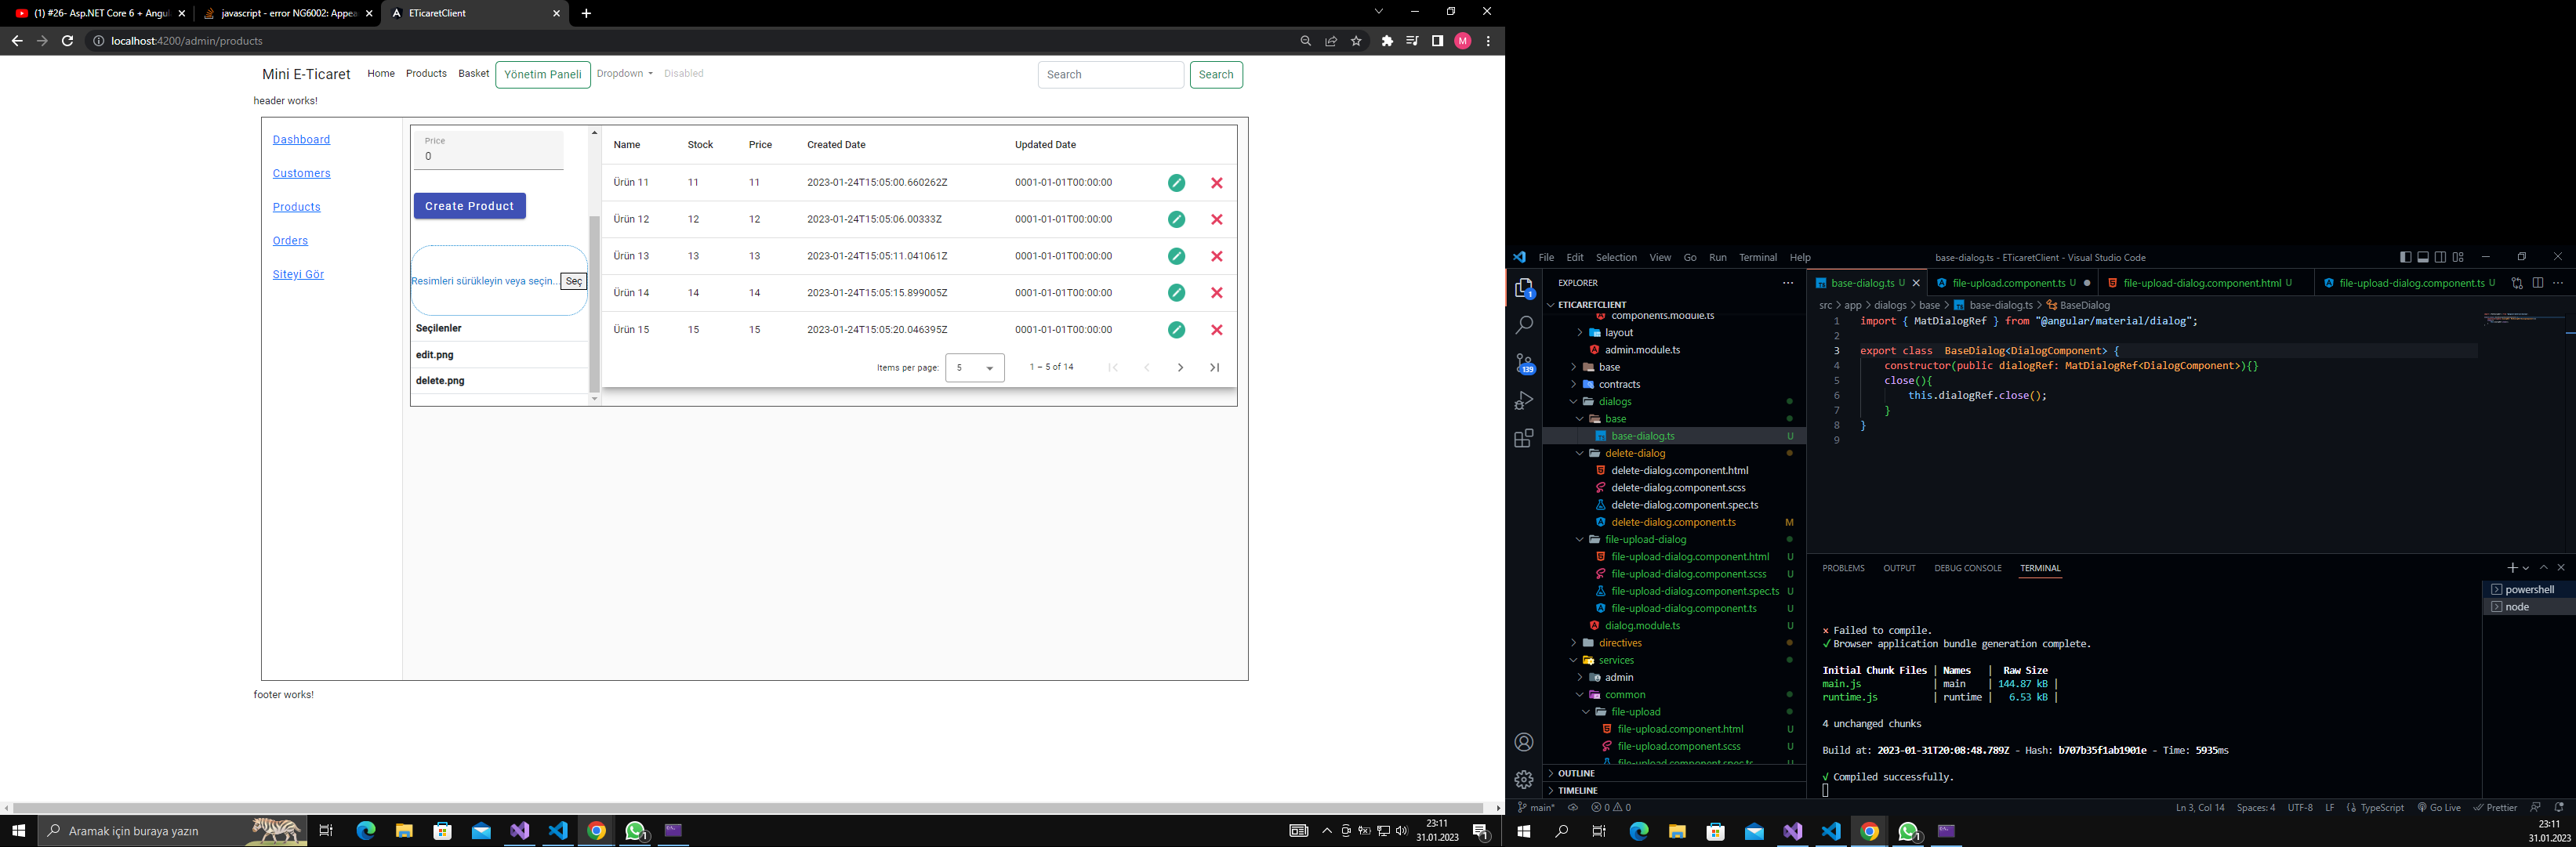 (1) #26- Asp.NET Core 6 + Angul
javascript - error NG6002: Appea
ETicaretClient
localhost:4200/admin/products
M
Mini E-Ticaret Home Products Basket Yönetim Paneli Dropdown Disabled Search Search
header works!
Dashboard
Customers
Products
Orders
Siteyi Gör
Price
0
Create Product
Resimleri sürükleyin veya seçin... Seç
Seçilenler
edit.png
delete.png
Name Stock Price Created Date Updated Date
Ürün 11 11 11 2023-01-24T15:05:00.660262Z 0001-01-01T00:00:00
Ürün 12 12 12 2023-01-24T15:05:06.00333Z 0001-01-01T00:00:00
Ürün 13 13 13 2023-01-24T15:05:11.041061Z 0001-01-01T00:00:00
Ürün 14 14 14 2023-01-24T15:05:15.899005Z 0001-01-01T00:00:00
Ürün 15 15 15 2023-01-24T15:05:20.046395Z 0001-01-01T00:00:00
Items per page: 5 1 – 5 of 14
footer works!
Aramak için buraya yazın
1
23:11
31.01.2023
1
File Edit Selection View Go Run Terminal Help
base-dialog.ts - ETicaretClient - Visual Studio Code
1
139
EXPLORER
ETICARETCLIENT
components.module.ts
layout
admin.module.ts
base
contracts
dialogs
base
base-dialog.ts U
delete-dialog
delete-dialog.component.html
delete-dialog.component.scss
delete-dialog.component.spec.ts
delete-dialog.component.ts M
file-upload-dialog
file-upload-dialog.component.html U
file-upload-dialog.component.scss U
file-upload-dialog.component.spec.ts U
file-upload-dialog.component.ts U
dialog.module.ts U
directives
services
admin
common
file-upload
file-upload.component.html U
file-upload.component.scss U
file-upload.component.spec.ts U
OUTLINE
TIMELINE
base-dialog.ts U
file-upload.component.ts U
file-upload-dialog.component.html U
file-upload-dialog.component.ts U
src > app > dialogs > base > base-dialog.ts > BaseDialog
1 import { MatDialogRef } from "@angular/material/dialog";
2
3 export class  BaseDialog<DialogComponent> {
4 constructor(public dialogRef: MatDialogRef<DialogComponent>){}
5 close(){
6 this.dialogRef.close();
7 }
8 }
9
PROBLEMS OUTPUT DEBUG CONSOLE TERMINAL
powershell
node
× Failed to compile.
√ Browser application bundle generation complete.
Initial Chunk Files | Names | Raw Size
main.js | main | 144.87 kB |
runtime.js | runtime | 6.53 kB |
4 unchanged chunks
Build at: 2023-01-31T20:08:48.789Z - Hash: b707b35f1ab1901e - Time: 5935ms
√ Compiled successfully.
main* 0 0
Ln 3, Col 14 Spaces: 4 UTF-8 LF TypeScript Go Live Prettier
1
23:11
31.01.2023